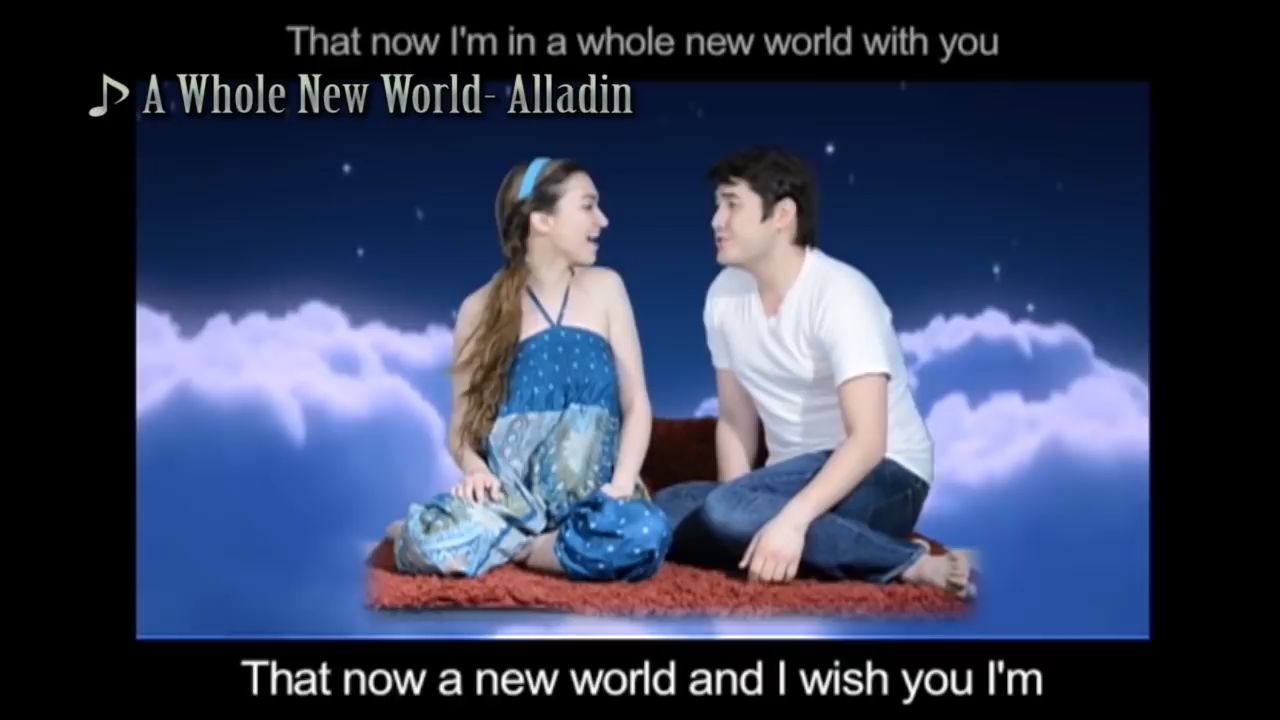 That now I'm in a whole new world with you
♪ A Whole New World- Alladin
That now a new world and I wish you I'm